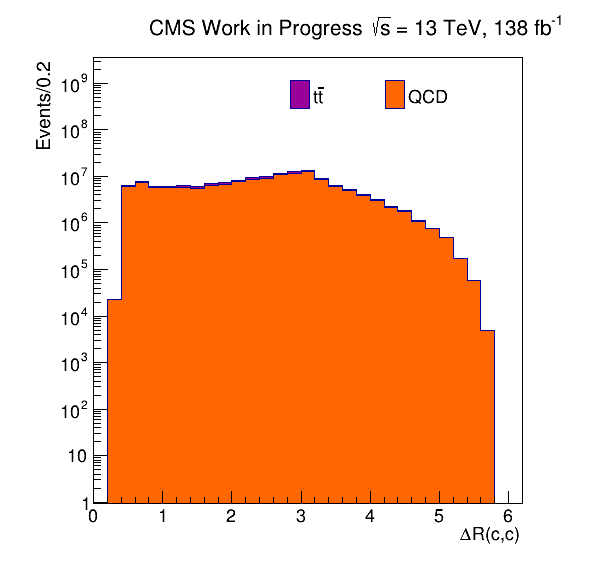 CMS Work in Progress √s = 13 TeV, 138 fb⁻¹
Events/0.2
tt̄
QCD
10⁹
10⁸
10⁷
10⁶
10⁵
10⁴
10³
10²
10
1
0 1 2 3 4 5 6
ΔR(c,c)